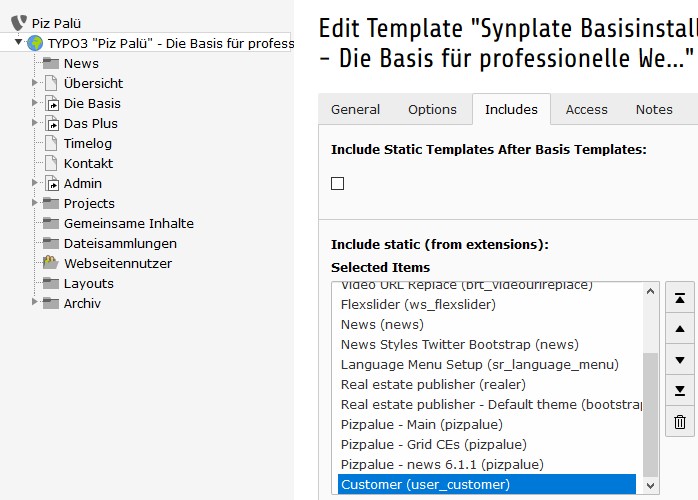 Piz Palü
TYPO3 "Piz Palü" - Die Basis für profess
News
Übersicht
Die Basis
Das Plus
Timelog
Kontakt
Admin
Projects
Gemeinsame Inhalte
Dateisammlungen
Webseitennutzer
Layouts
Archiv
Edit Template "Synplate Basisinstall
- Die Basis für professionelle We..."
General
Options
Includes
Access
Notes
Include Static Templates After Basis Templates:
Include static (from extensions):
Selected Items
Video URL Replace (brt_videourlreplace)
Flexslider (ws_flexslider)
News (news)
News Styles Twitter Bootstrap (news)
Language Menu Setup (sr_language_menu)
Real estate publisher (realer)
Real estate publisher - Default theme (bootstrap
Pizpalue - Main (pizpalue)
Pizpalue - Grid CEs (pizpalue)
Pizpalue - news 6.1.1 (pizpalue)
Customer (user_customer)